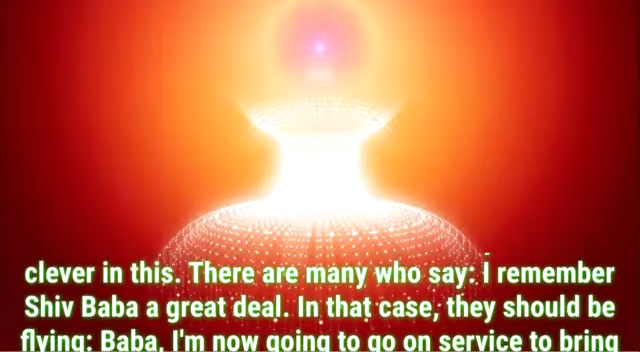 clever in this. There are many who say: I remember
Shiv Baba a great deal. In that case, they should be
flying: Baba, I'm now going to go on service to bring